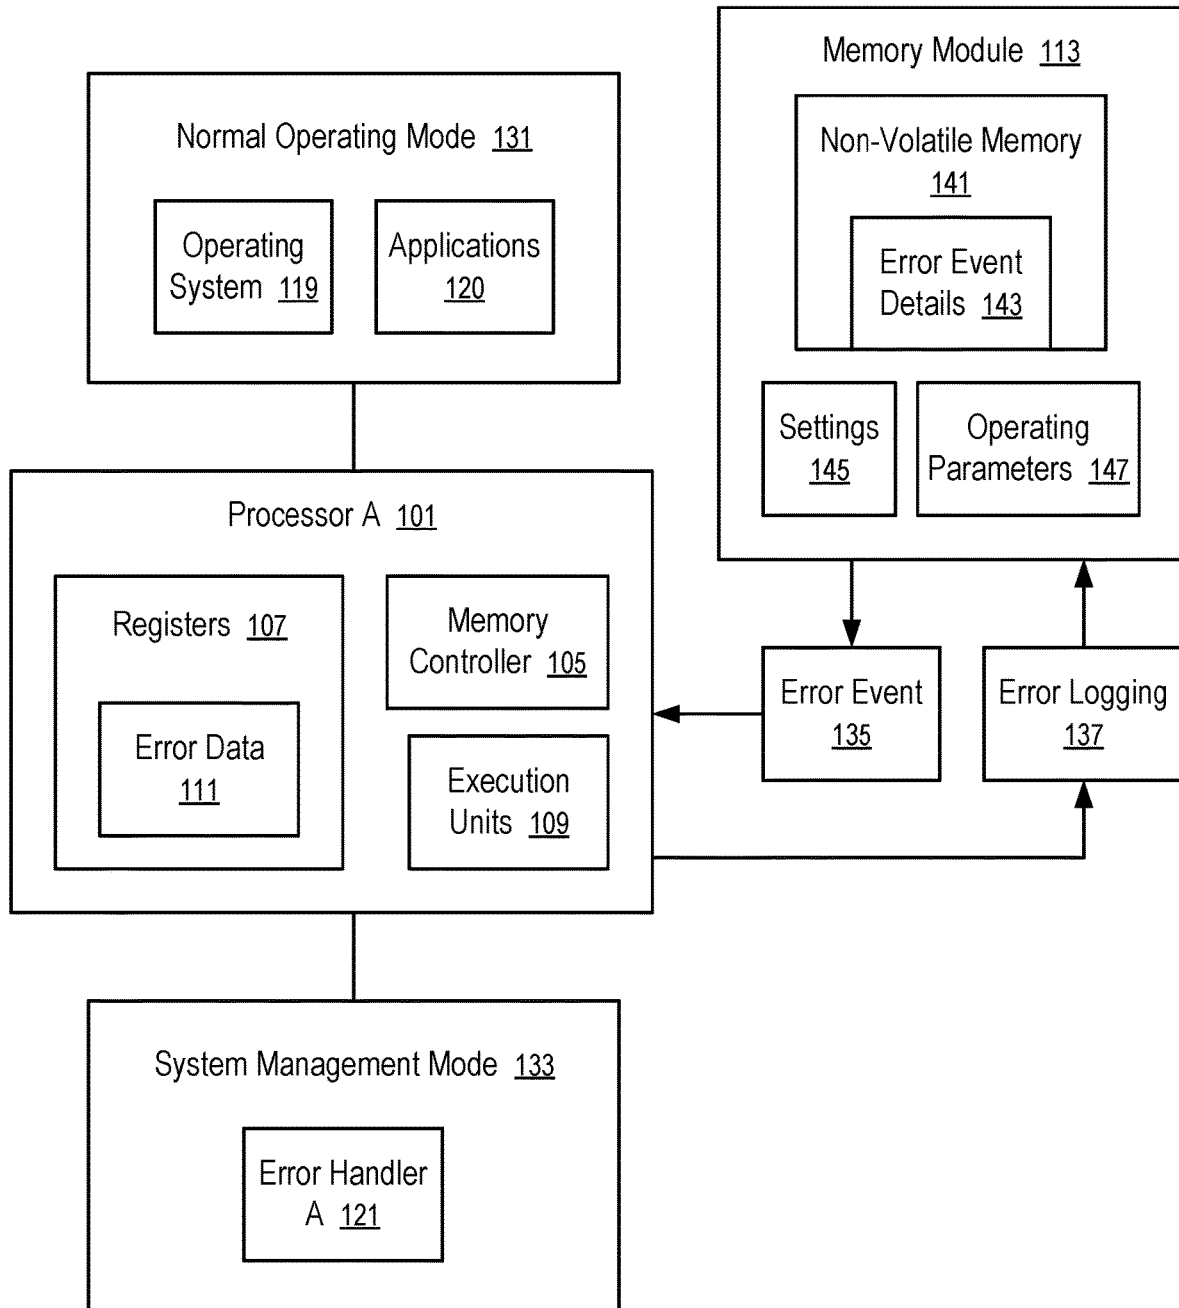 Memory Module 113
Non-Volatile Memory
141
Error Event
Details 143
Settings
145
Operating
Parameters 147
Normal Operating Mode 131
Operating
System 119
Applications
120
Processor A 101
Registers 107
Error Data
111
Memory
Controller 105
Execution
Units 109
Error Event
135
Error Logging
137
System Management Mode 133
Error Handler
A 121